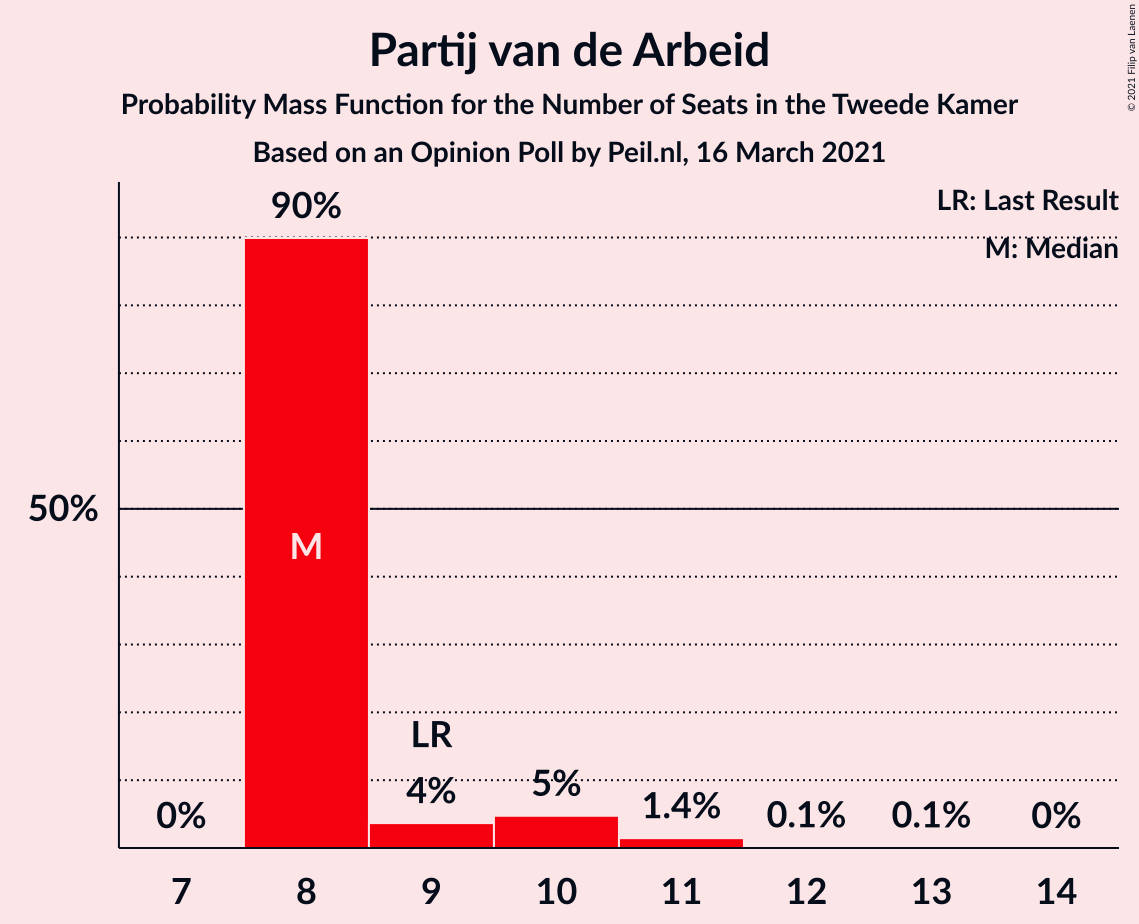 Partij van de Arbeid
Probability Mass Function for the Number of Seats in the Tweede Kamer
Based on an Opinion Poll by Peil.nl, 16 March 2021
© 2021 Filip van Laenen
LR: Last Result
M: Median
90%
50%
M
LR
0%
4%
5%
1.4%
0.1%
0.1%
0%
7 8 9 10 11 12 13 14